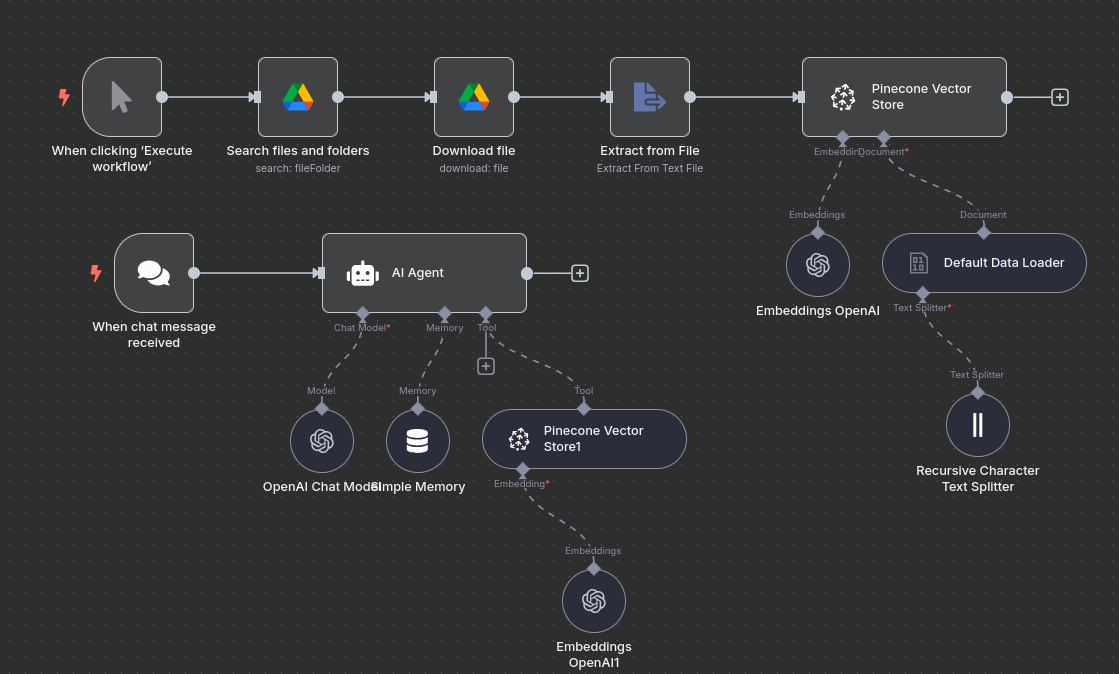 Pinecone Vector
Store
When clicking ‘Execute
workflow’
Search files and folders
search: fileFolder
Download file
download: file
Extract from File
Extract From Text File
Embeddin
Document*
Embeddings
Document
Embeddings OpenAI
Default Data Loader
Text Splitter*
Text Splitter
Recursive Character
Text Splitter
When chat message
received
AI Agent
Chat Model*
Memory
Tool
Model
Memory
Tool
OpenAI Chat Model
Simple Memory
Pinecone Vector
Store1
Embedding*
Embeddings
Embeddings
OpenAI1